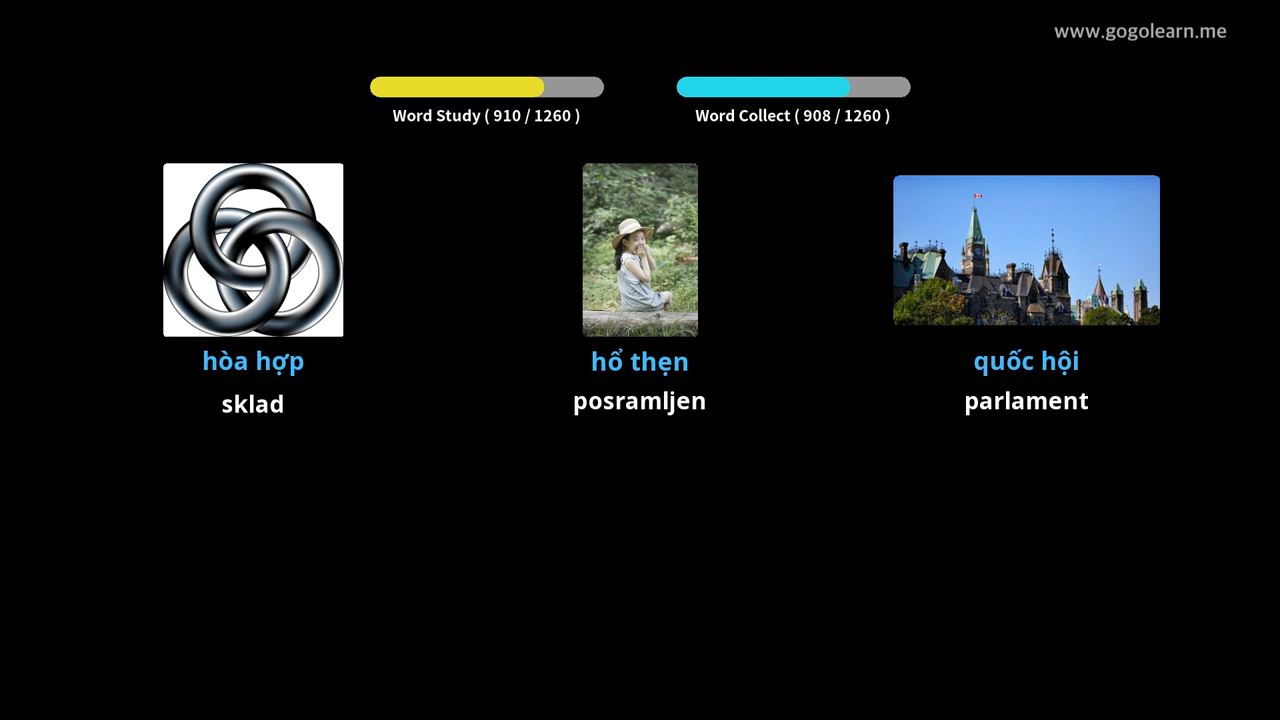 www.gogolearn.me
Word Study ( 910 / 1260 )
Word Collect ( 908 / 1260 )
hòa hợp
hổ thẹn
quốc hội
sklad
posramljen
parlament